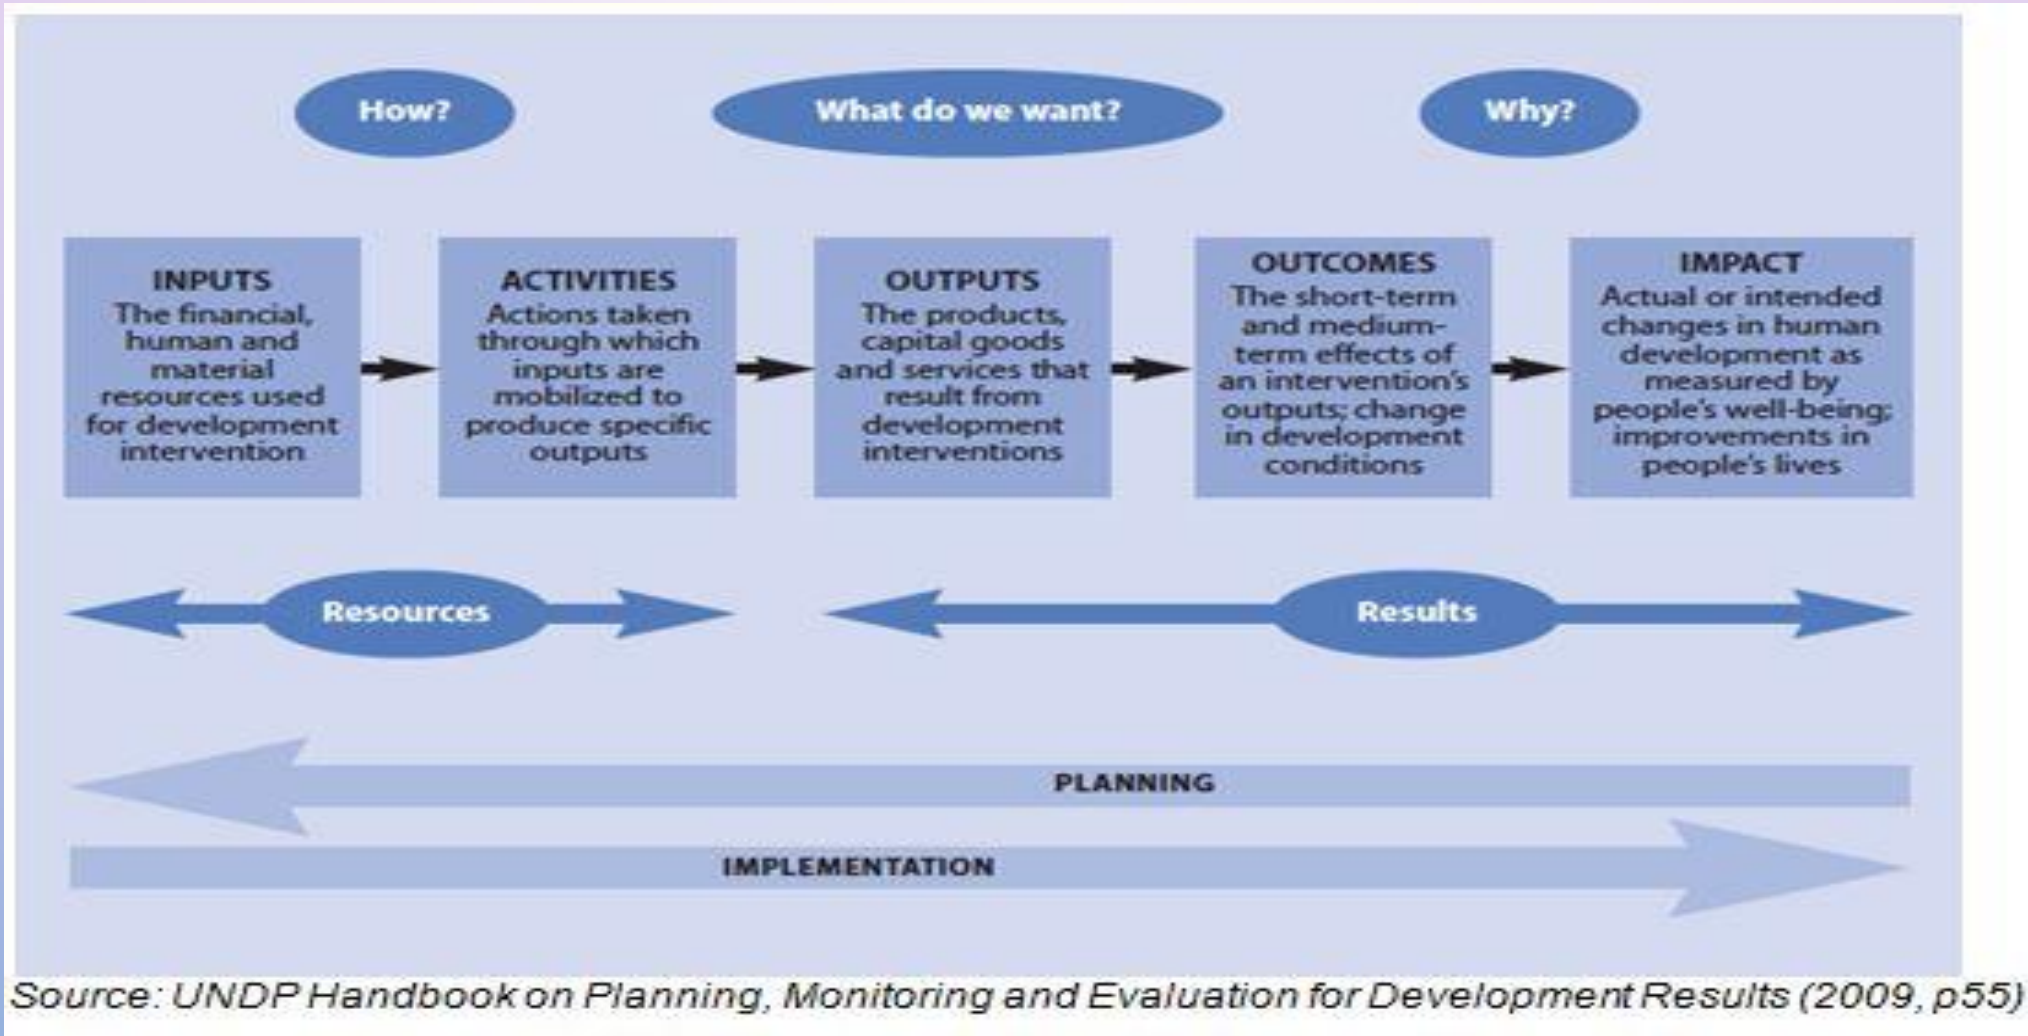 How?
What do we want?
Why?
INPUTS
The financial,
human and
material
resources used
for development
intervention
ACTIVITIES
Actions taken
through which
inputs are
mobilized to
produce specific
outputs
OUTPUTS
The products,
capital goods
and services that
result from
development
interventions
OUTCOMES
The short-term
and medium-
term effects of
an intervention's
outputs; change
in development
conditions
IMPACT
Actual or intended
changes in human
development as
measured by
people's well-being;
improvements in
people's lives
Resources
Results
PLANNING
IMPLEMENTATION
Source: UNDP Handbook on Planning, Monitoring and Evaluation for Development Results (2009, p55)